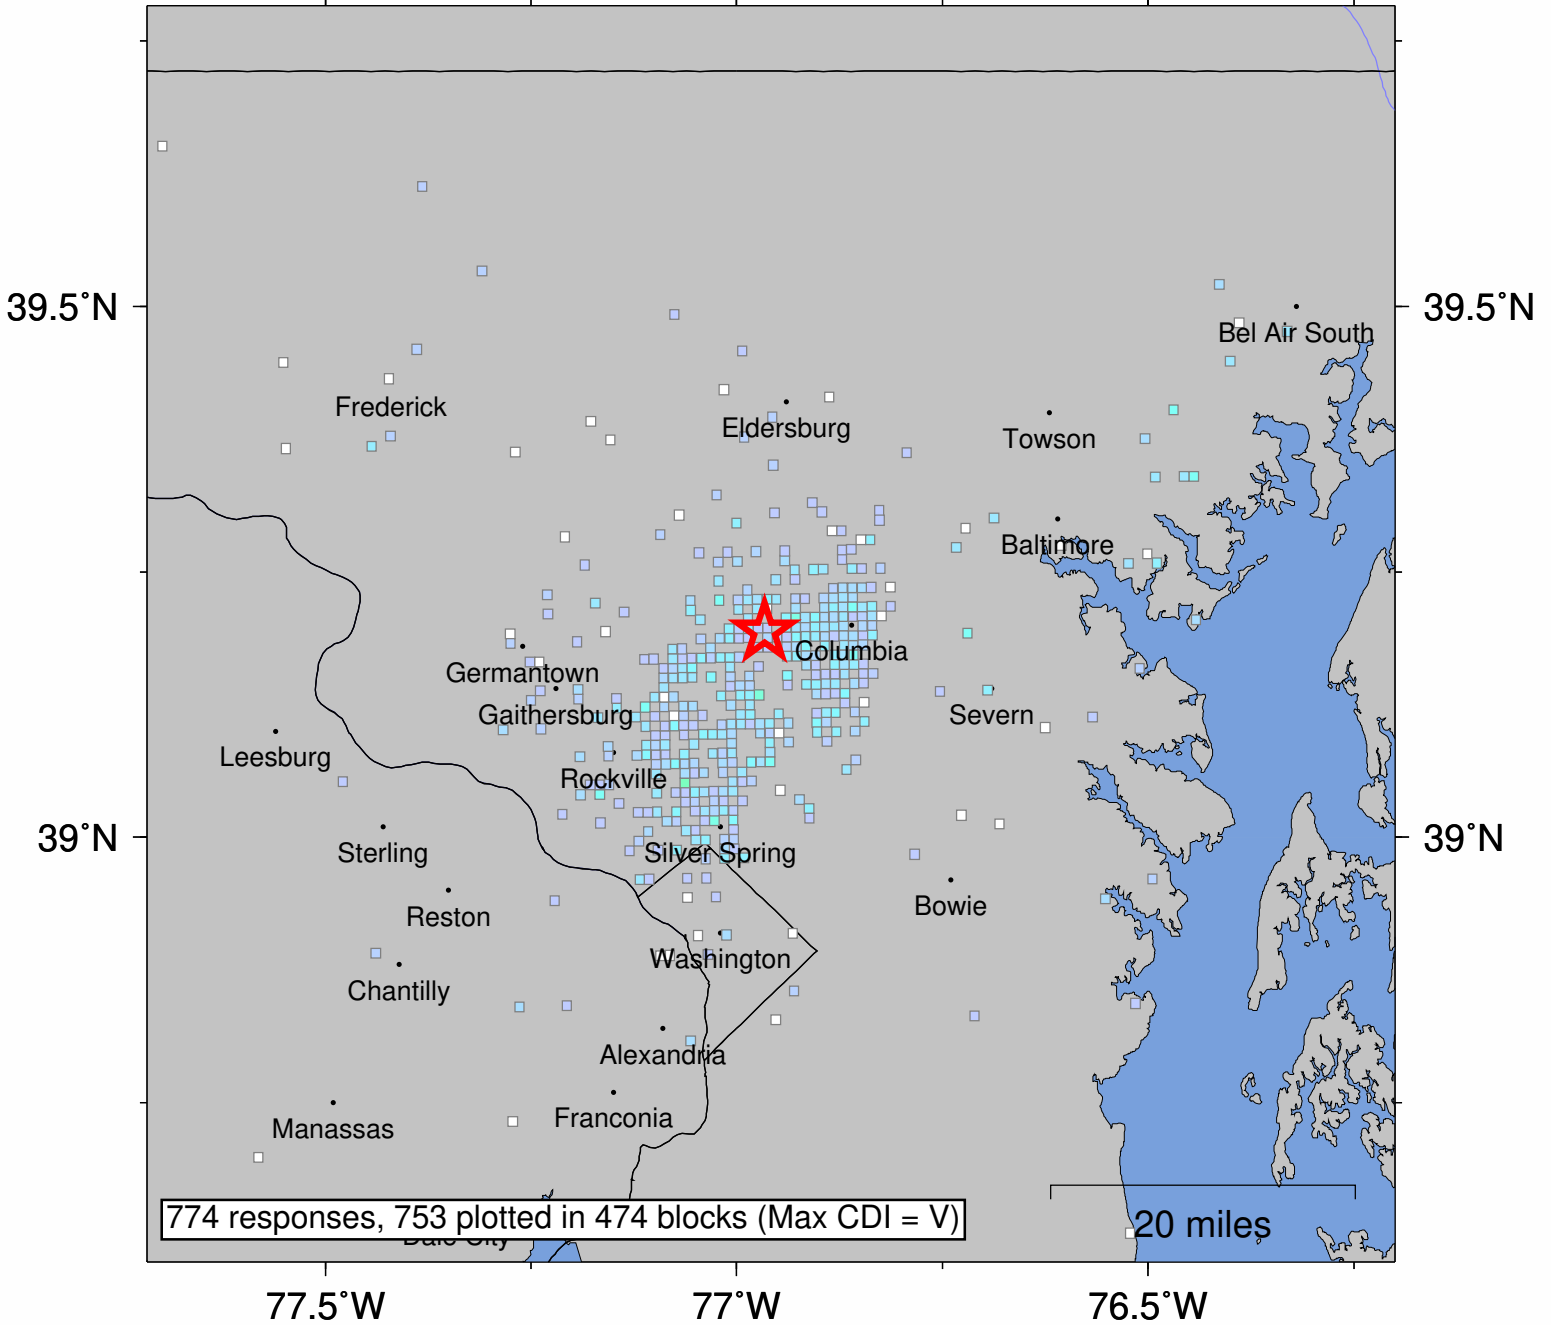 39.5°N
39.5°N
Bel Air South
Frederick
Eldersburg
Towson
Baltimore
Columbia
Germantown
Gaithersburg
Severn
Leesburg
Rockville
39°N
39°N
Sterling
Silver Spring
Reston
Bowie
Washington
Chantilly
Alexandria
Franconia
Manassas
774 responses, 753 plotted in 474 blocks (Max CDI = V)
20 miles
Dale City
77.5°W
77°W
76.5°W